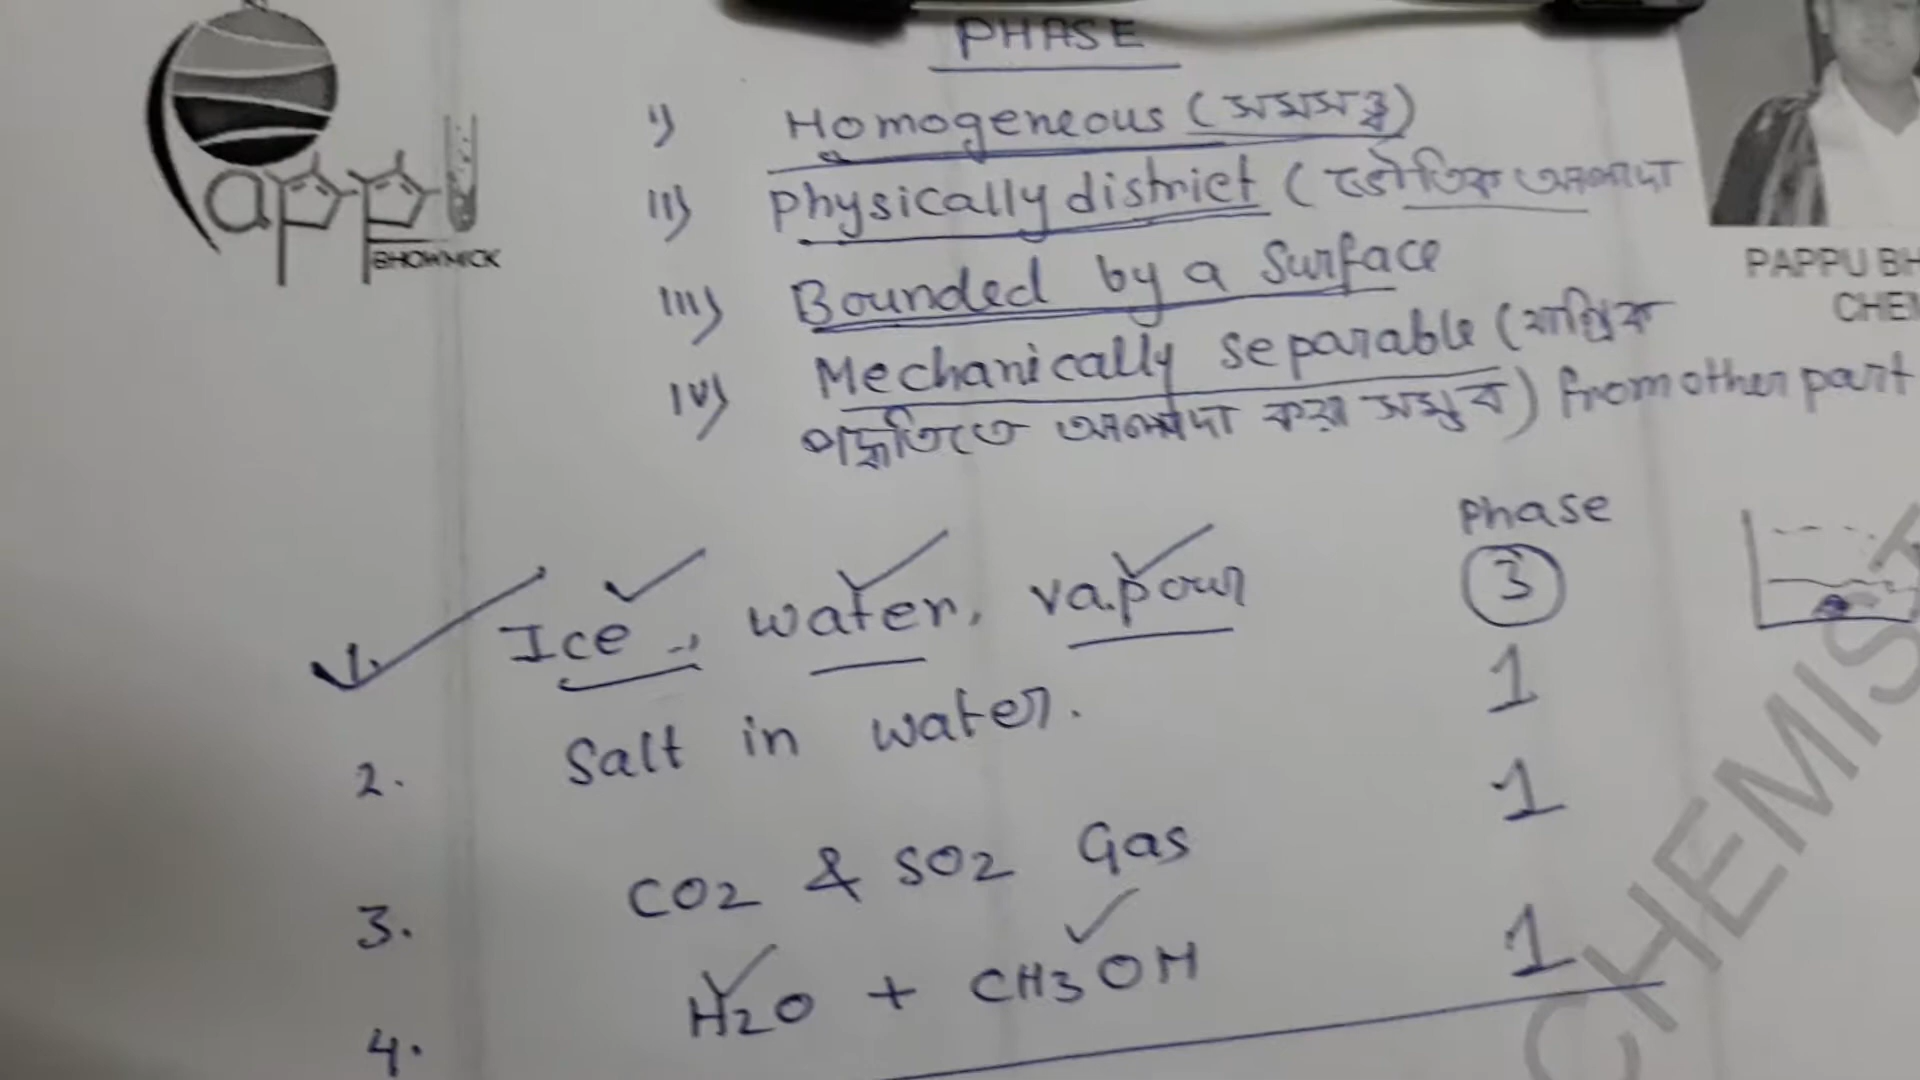 PHASE
i) Homogeneous (সমসত্ত্ব)
ii) physically district (ভৌতিক আলাদা
iii) Bounded by a surface
iv) Mechanically separable (যান্ত্রিক
পদ্ধতিতে আলাদা করা সম্ভব) from other part
Phase
1. Ice, water, vapour 3
2. Salt in water. 1
3. CO2 & SO2 Gas 1
4. H2O + CH3OH 1
BHOWMICK
PAPPU BH
CHEM
CHEMIST